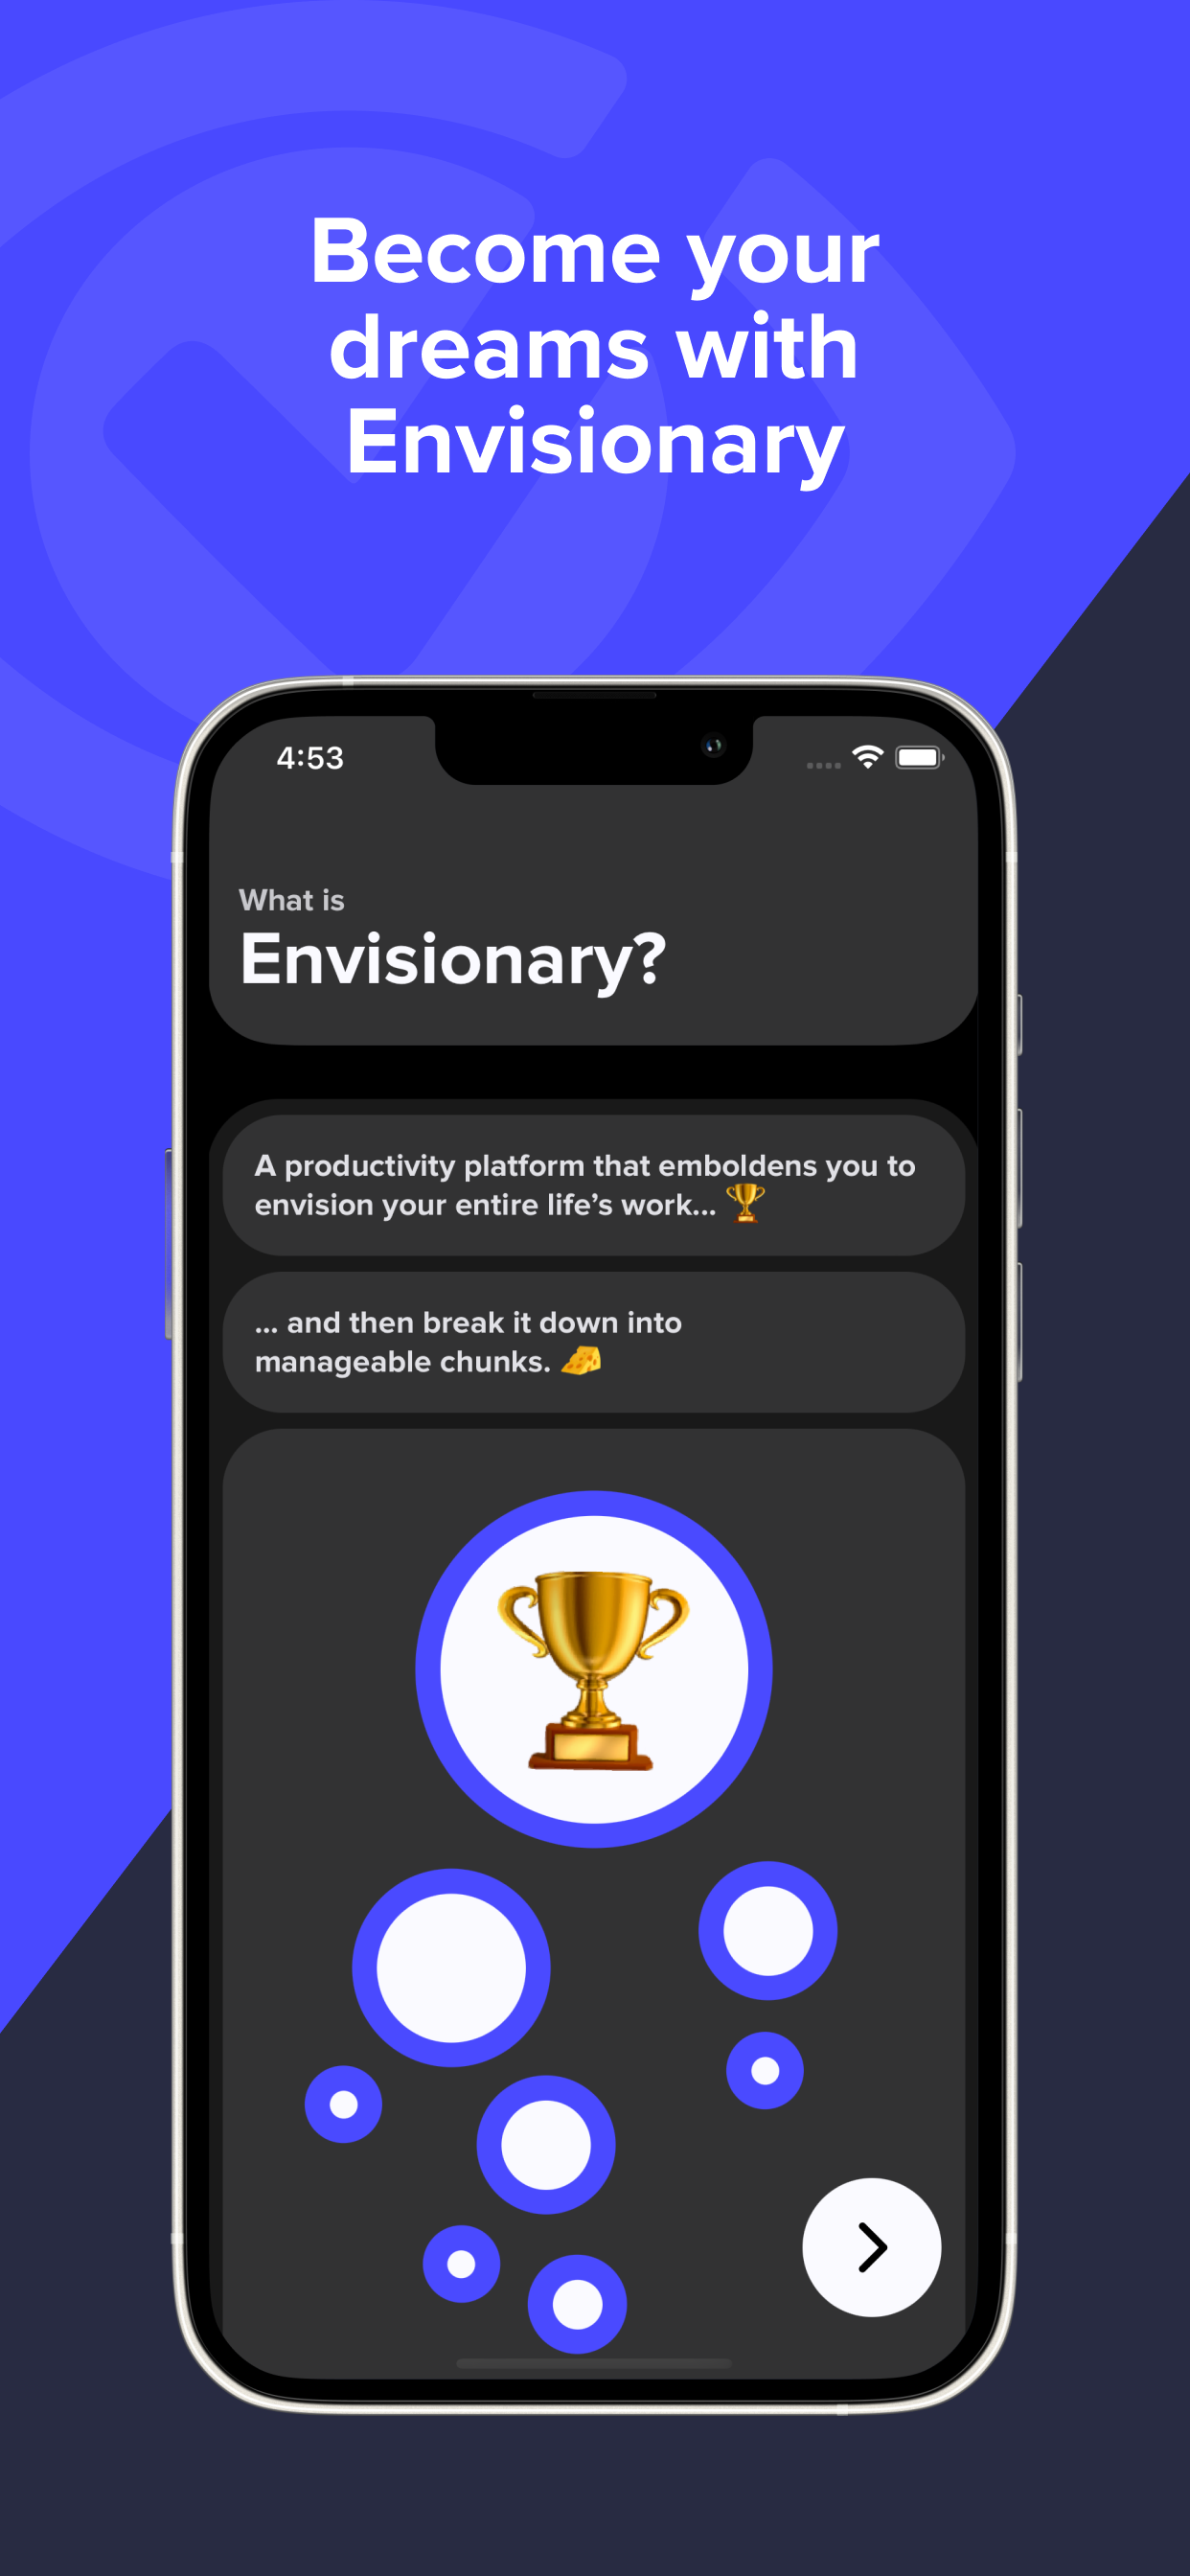 Become your
dreams with
Envisionary
4:53
What is
Envisionary?
A productivity platform that emboldens you to
envision your entire life’s work... 🏆
... and then break it down into
manageable chunks. 🧀